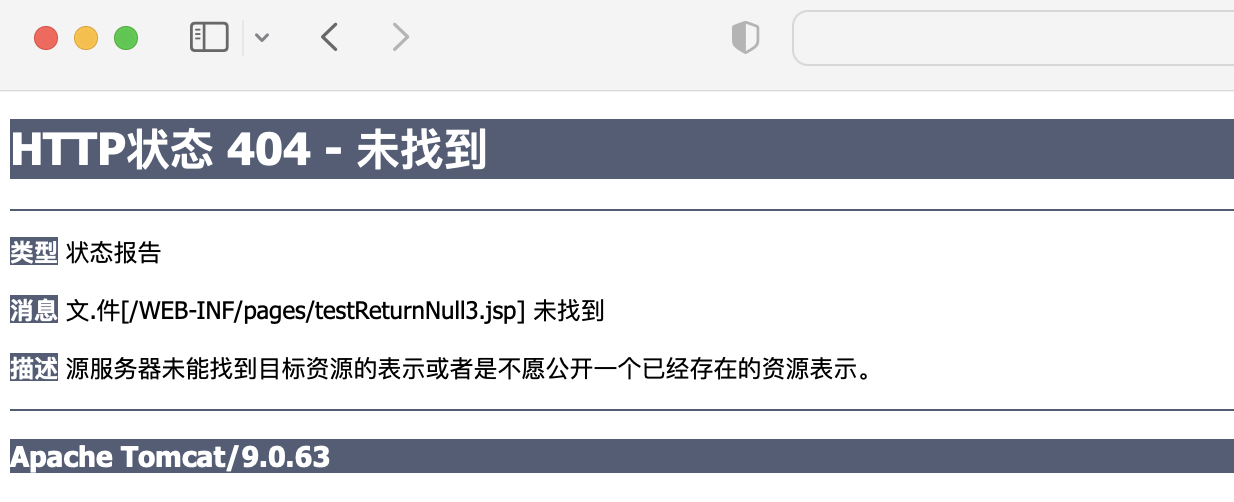 HTTP状态 404 - 未找到
类型 状态报告
消息 文.件[/WEB-INF/pages/testReturnNull3.jsp] 未找到
描述 源服务器未能找到目标资源的表示或者是不愿公开一个已经存在的资源表示。
Apache Tomcat/9.0.63